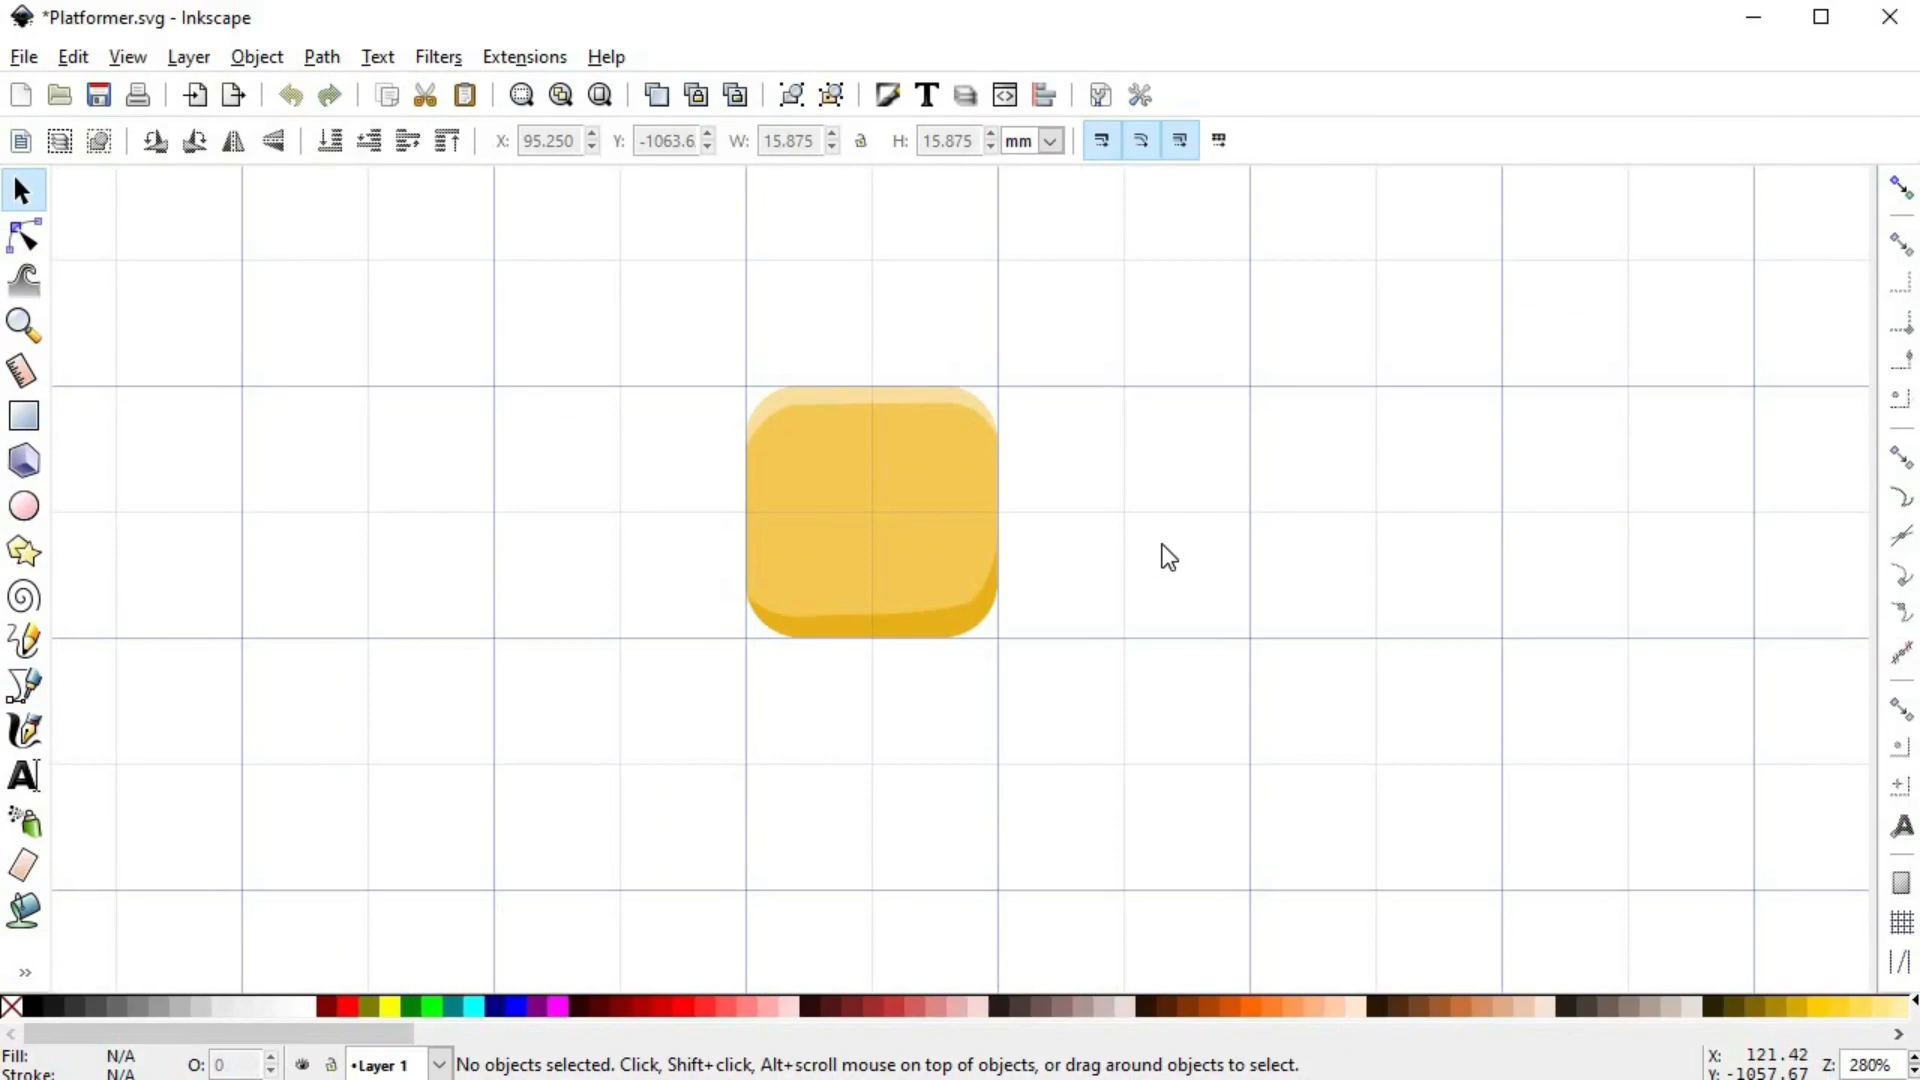 *Platformer.svg - Inkscape
File Edit View Layer Object Path Text Filters Extensions Help
X: 95.250 Y: -1063.6 W: 15.875 H: 15.875 mm
Fill: N/A O: 0 •Layer 1 No objects selected. Click, Shift+click, Alt+scroll mouse on top of objects, or drag around objects to select. X: 121.42 Z: 280%
Stroke: N/A Y: -1057.67